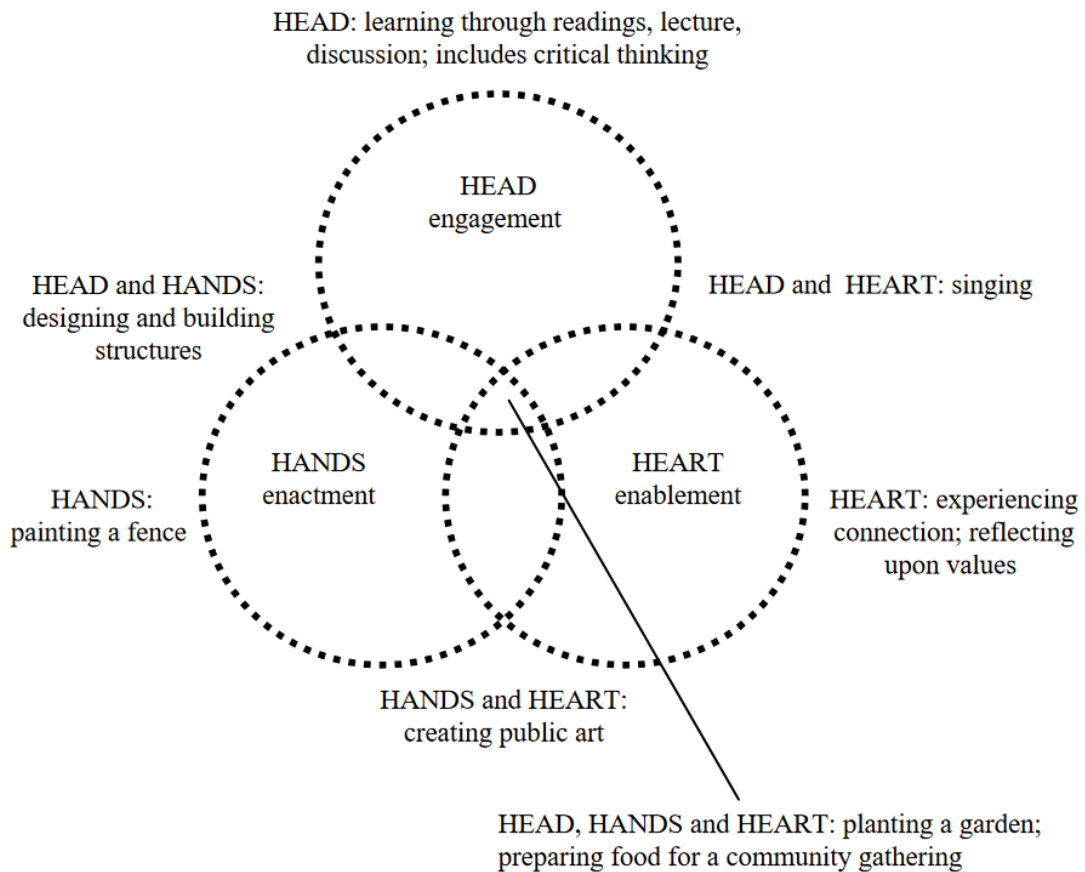 HEAD: learning through readings, lecture,
discussion; includes critical thinking
HEAD
engagement
HEAD and HANDS:
designing and building
structures
HEAD and HEART: singing
HANDS
enactment
HEART
enablement
HANDS:
painting a fence
HEART: experiencing
connection; reflecting
upon values
HANDS and HEART:
creating public art
HEAD, HANDS and HEART: planting a garden;
preparing food for a community gathering